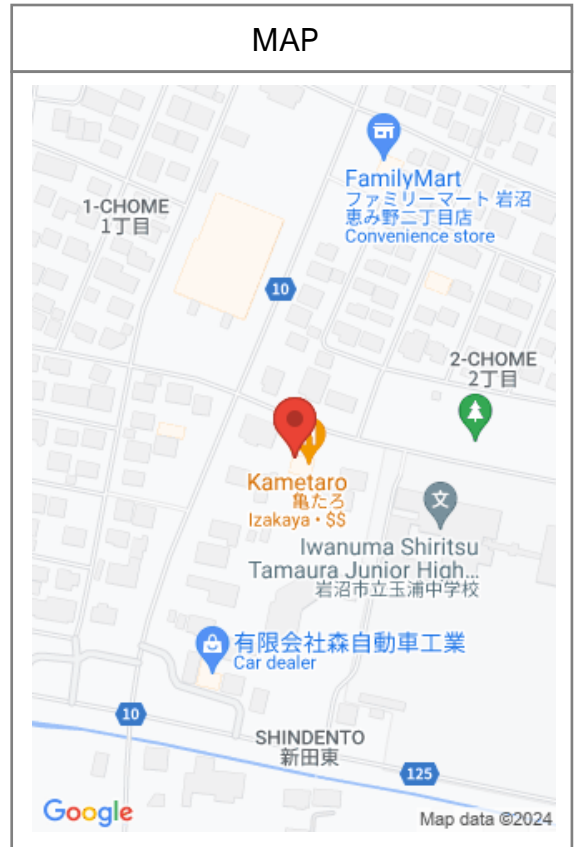 MAP
FamilyMart
ファミリーマート 岩沼
恵み野二丁目店
Convenience store
1-CHOME
1丁目
10
2-CHOME
2丁目
Kametaro
亀たろ
Izakaya・$$
文
Iwanuma Shiritsu
Tamaura Junior High...
岩沼市立玉浦中学校
有限会社森自動車工業
Car dealer
10
SHINDENTO
新田東
125
Google
Map data ©2024